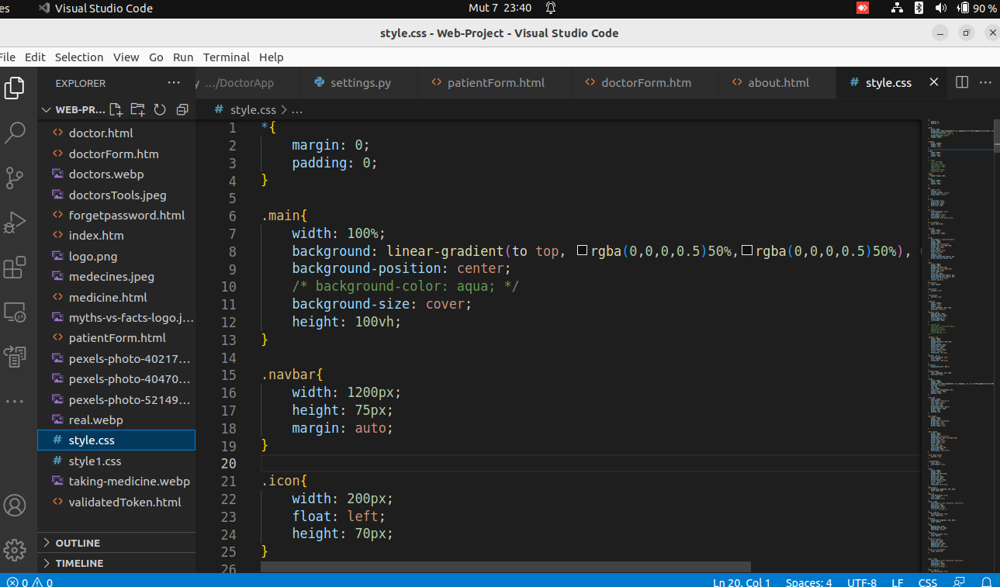 es Visual Studio Code Mut 7 23:40 90 %
style.css - Web-Project - Visual Studio Code
File Edit Selection View Go Run Terminal Help
EXPLORER
y .../DoctorApp settings.py patientForm.html doctorForm.htm about.html style.css
WEB-PR...
style.css > ...
doctor.html
doctorForm.htm
doctors.webp
doctorsTools.jpeg
forgetpassword.html
index.htm
logo.png
medecines.jpeg
medicine.html
myths-vs-facts-logo.j...
patientForm.html
pexels-photo-40217...
pexels-photo-40470...
pexels-photo-52149...
real.webp
style.css
style1.css
taking-medicine.webp
validatedToken.html
OUTLINE
TIMELINE
1 *{
2 margin: 0;
3 padding: 0;
4 }
5
6 .main{
7 width: 100%;
8 background: linear-gradient(to top, rgba(0,0,0,0.5)50%,rgba(0,0,0,0.5)50%),
9 background-position: center;
10 /* background-color: aqua; */
11 background-size: cover;
12 height: 100vh;
13 }
14
15 .navbar{
16 width: 1200px;
17 height: 75px;
18 margin: auto;
19 }
20
21 .icon{
22 width: 200px;
23 float: left;
24 height: 70px;
25 }
26
0 0 Ln 20, Col 1 Spaces: 4 UTF-8 LF CSS